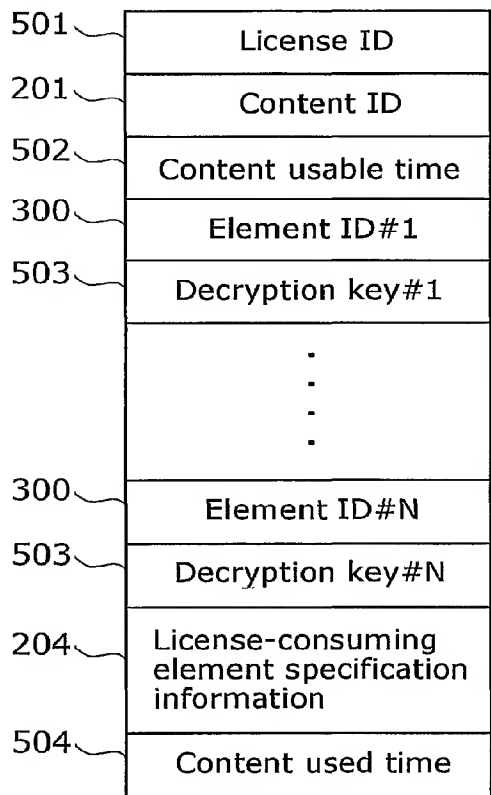 501 License ID
201 Content ID
502 Content usable time
300 Element ID#1
503 Decryption key#1
300 Element ID#N
503 Decryption key#N
204 License-consuming
element specification
information
504 Content used time